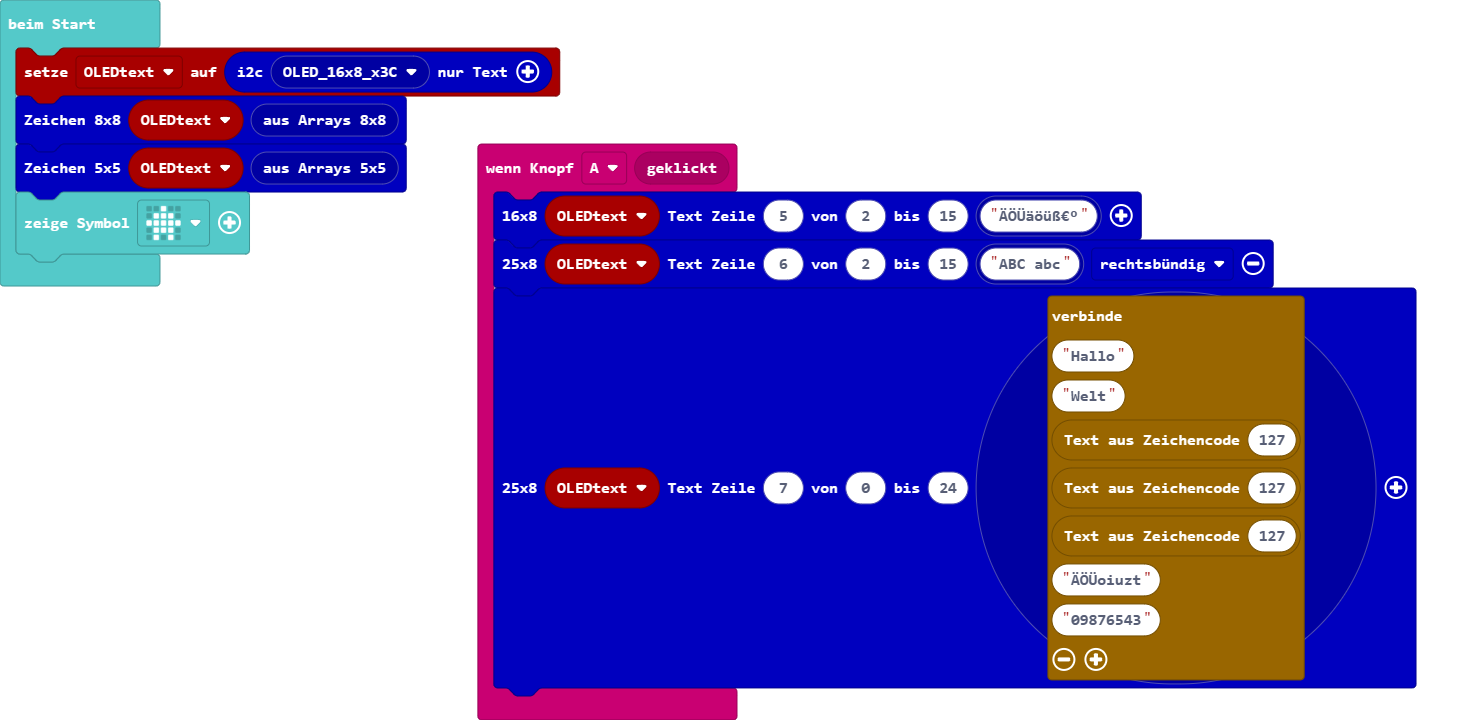 beim Start
setze OLEDtext auf i2c OLED_16x8_x3C nur Text
Zeichen 8x8 OLEDtext aus Arrays 8x8
Zeichen 5x5 OLEDtext aus Arrays 5x5
zeige Symbol
wenn Knopf A geklickt
16x8 OLEDtext Text Zeile 5 von 2 bis 15 "ÄÖÜäöüß€º"
25x8 OLEDtext Text Zeile 6 von 2 bis 15 "ABC abc" rechtsbündig
25x8 OLEDtext Text Zeile 7 von 0 bis 24
verbinde
"Hallo"
"Welt"
Text aus Zeichencode 127
Text aus Zeichencode 127
Text aus Zeichencode 127
"ÄÖÜoiuzt"
"09876543"